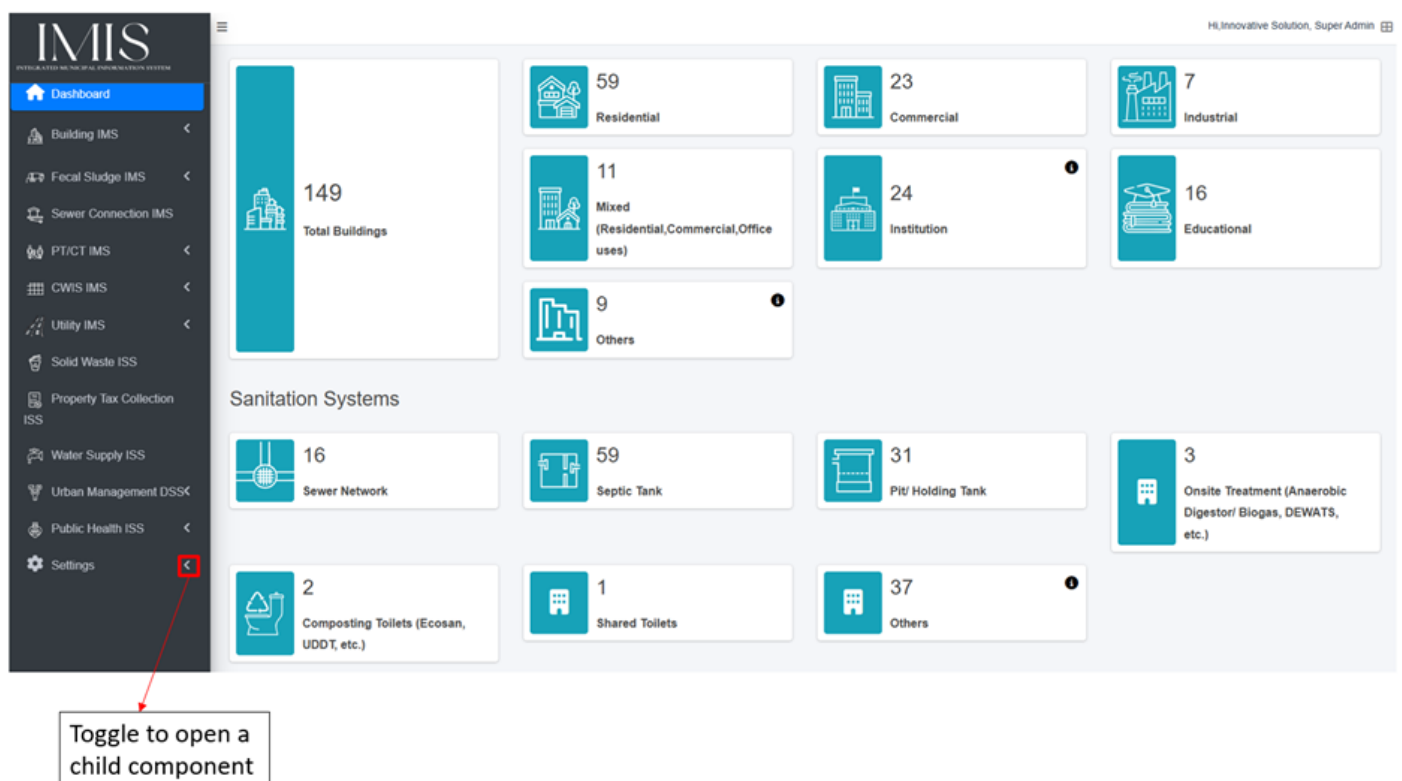 IMIS
INTEGRATED MUNICIPAL INFORMATION SYSTEM
Dashboard
Building IMS
Fecal Sludge IMS
Sewer Connection IMS
PT/CT IMS
CWIS IMS
Utility IMS
Solid Waste ISS
Property Tax Collection
ISS
Water Supply ISS
Urban Management DSS
Public Health ISS
Settings
Hi,Innovative Solution, Super Admin
149
Total Buildings
59
Residential
23
Commercial
7
Industrial
11
Mixed
(Residential,Commercial,Office
uses)
24
Institution
16
Educational
9
Others
Sanitation Systems
16
Sewer Network
59
Septic Tank
31
Pit/ Holding Tank
3
Onsite Treatment (Anaerobic
Digestor/ Biogas, DEWATS,
etc.)
2
Composting Toilets (Ecosan,
UDDT, etc.)
1
Shared Toilets
37
Others
Toggle to open a
child component